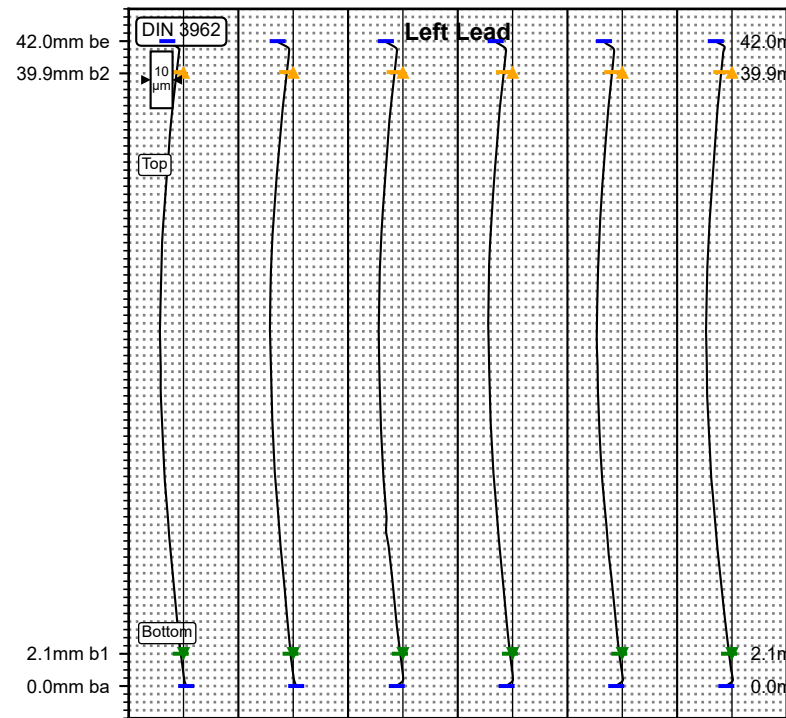 DIN 3962
Left Lead
42.0mm be
42.0m
39.9mm b2
39.9m
10
µm
Top
Bottom
2.1mm b1
2.1m
0.0mm ba
0.0m